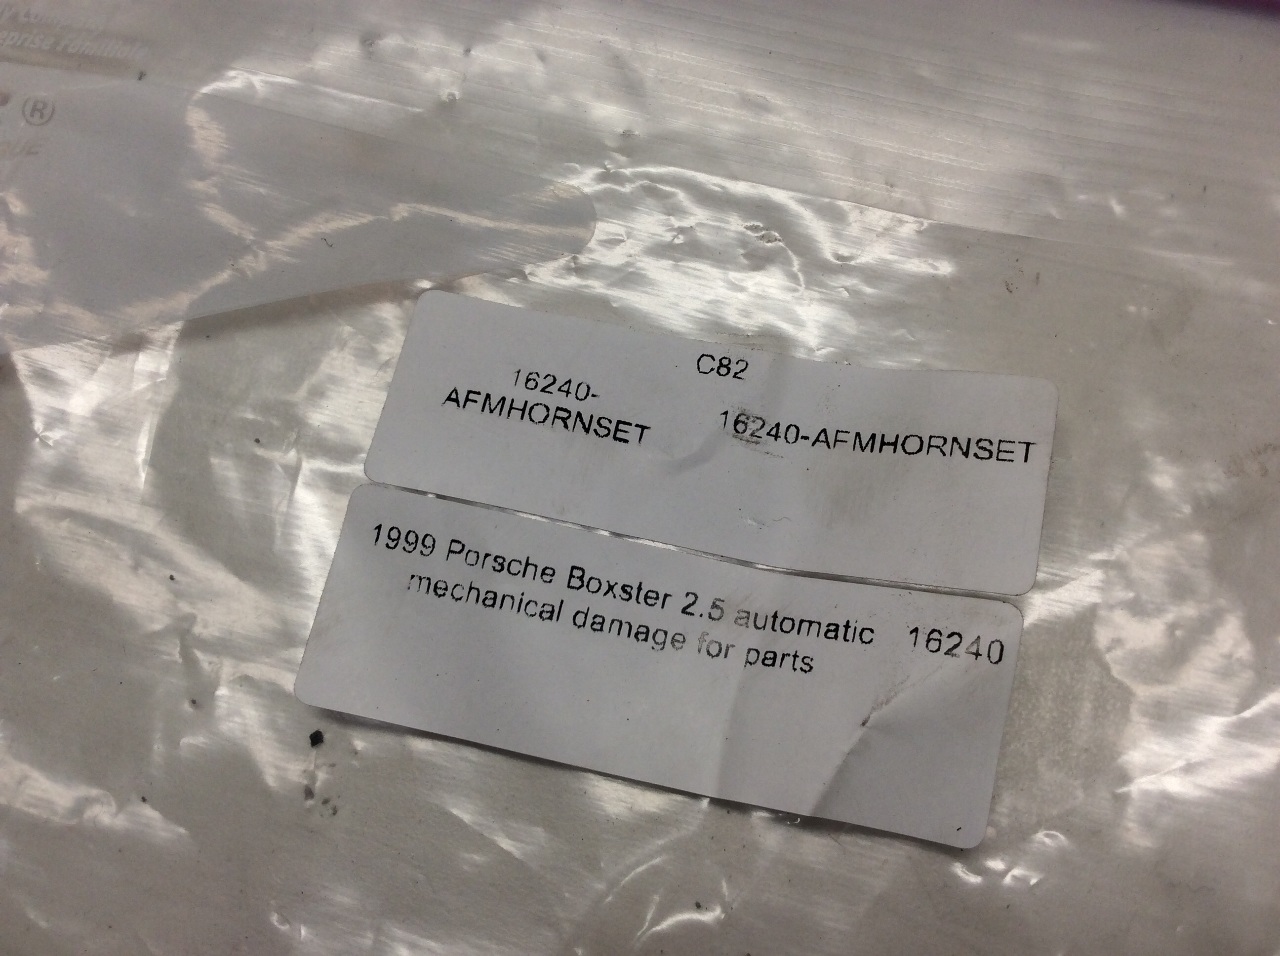 ®
C82
16240-
AFMHORNSET
16240-AFMHORNSET
1999 Porsche Boxster 2.5 automatic 16240
mechanical damage for parts